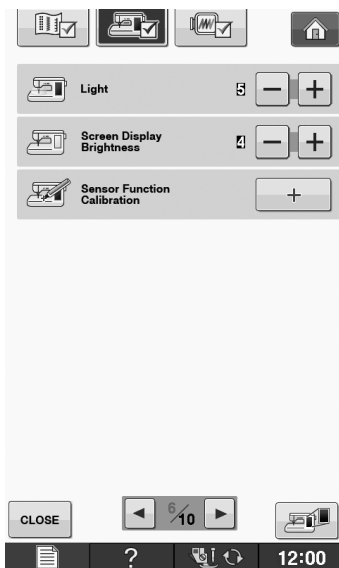 Light 5 − +
Screen Display
Brightness 4 − +
Sensor Function
Calibration +
CLOSE 6/10
? 12:00